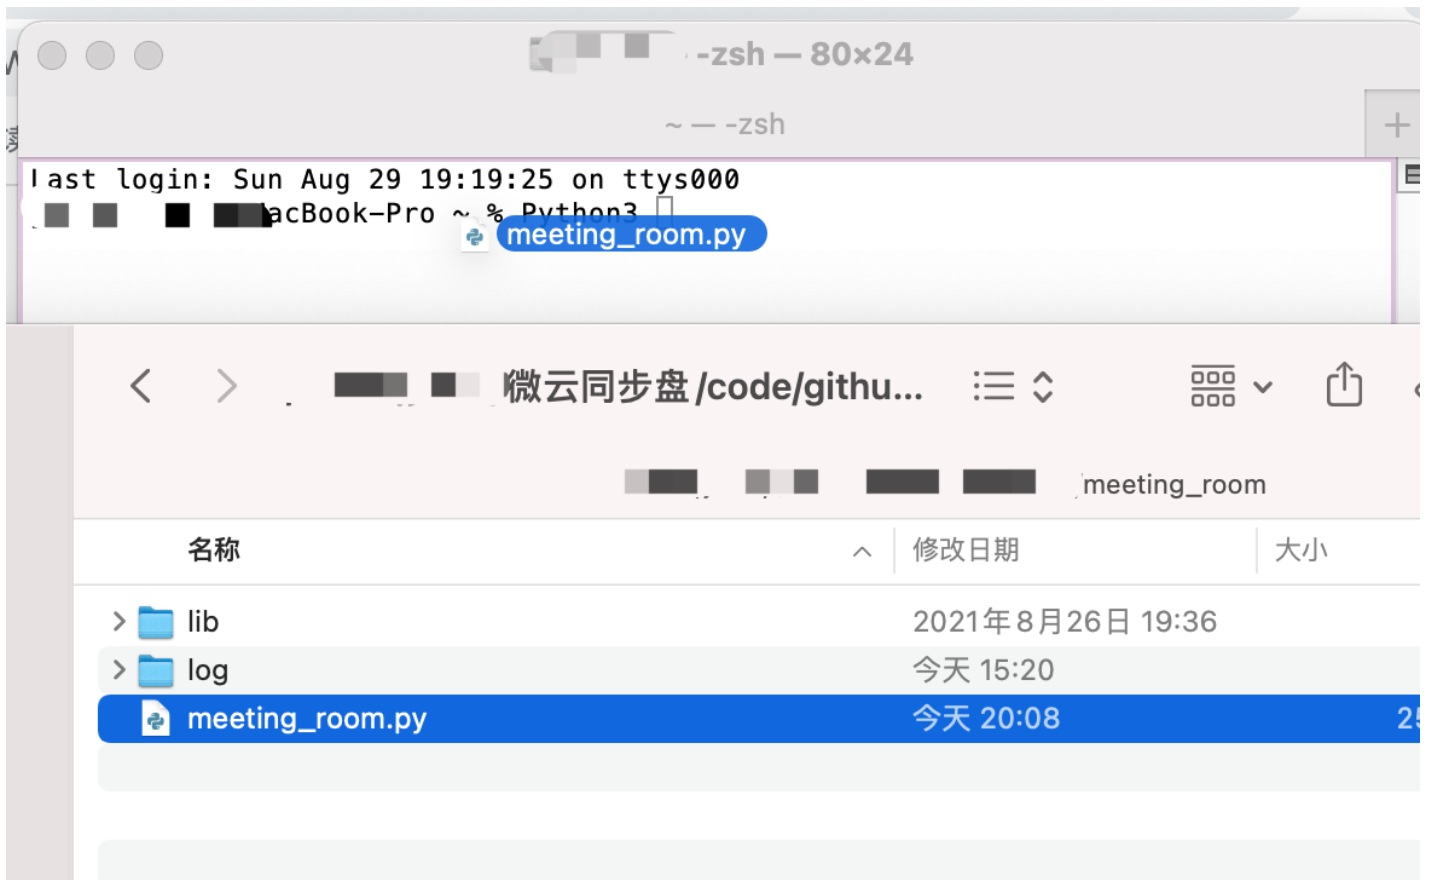 -zsh — 80×24
~ — -zsh
Last login: Sun Aug 29 19:19:25 on ttys000
acBook-Pro ~ % Python3
meeting_room.py
微云同步盘/code/githu...
/meeting_room
名称 修改日期 大小
lib 2021年8月26日 19:36
log 今天 15:20
meeting_room.py 今天 20:08